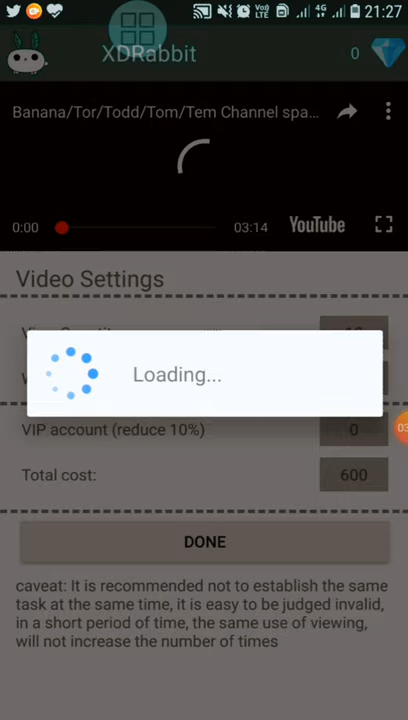 21:27
XDRabbit
0
Banana/Tor/Todd/Tom/Tem Channel spa...
0:00
03:14
YouTube
Video Settings
Loading...
VIP account (reduce 10%)
0
Total cost:
600
DONE
caveat: It is recommended not to establish the same
task at the same time, it is easy to be judged invalid,
in a short period of time, the same use of viewing,
will not increase the number of times